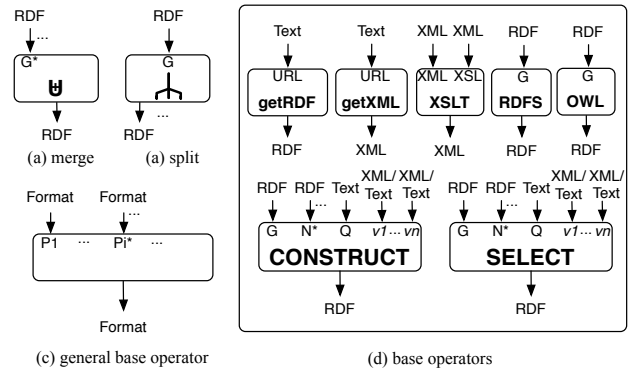 RDF
...
G*
RDF
(a) merge
RDF
G
RDF ...
(a) split
Format Format
...
P1 ... Pi* ...
Format
(c) general base operator
Text Text XML XML RDF RDF
URL URL XML XSL G G
getRDF getXML XSLT RDFS OWL
RDF XML XML RDF RDF
XML/ XML/
RDF RDF Text Text Text
...
G N* Q v1... vn
CONSTRUCT
RDF
XML/ XML/
RDF RDF Text Text Text
...
G N* Q v1... vn
SELECT
RDF
(d) base operators